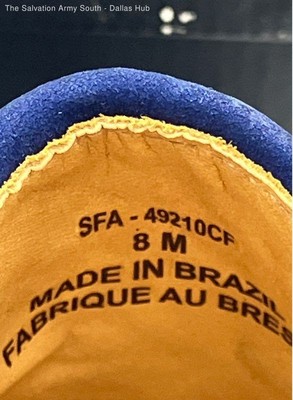 The Salvation Army South - Dallas Hub
SFA - 49210CF
8 M
MADE IN BRAZIL
FABRIQUE AU BRES